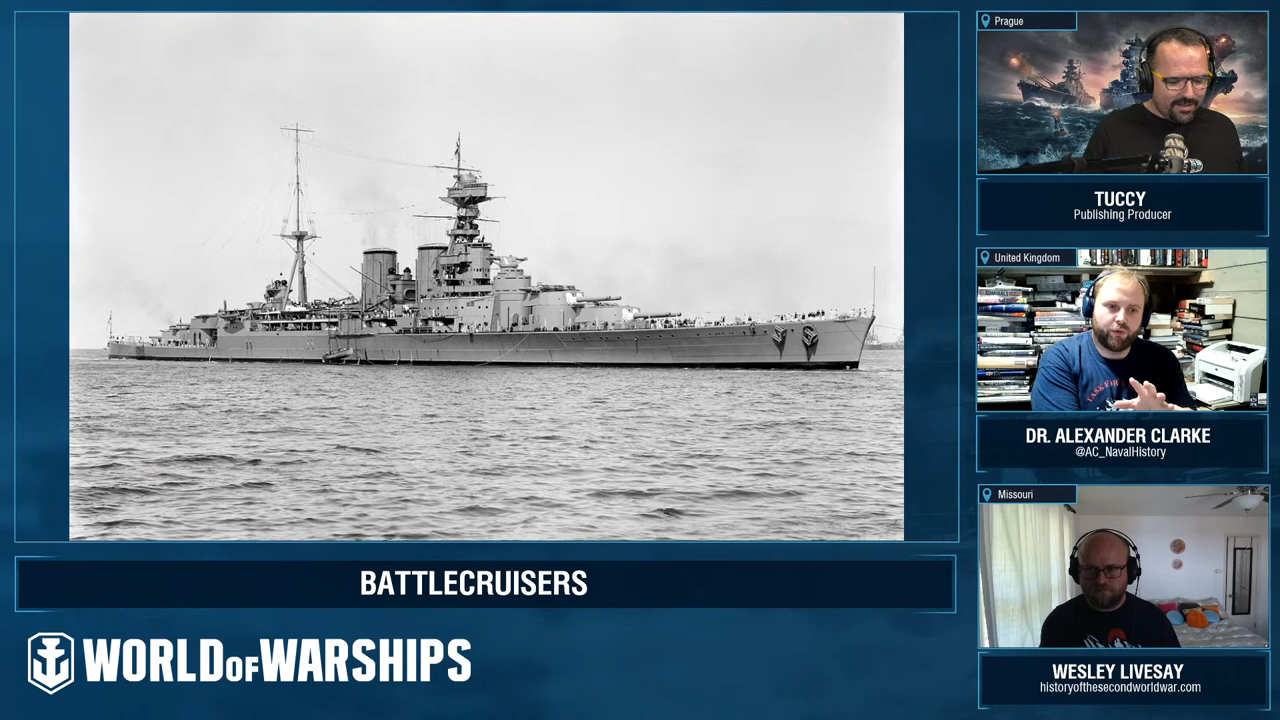 Prague
TUCCY
Publishing Producer
United Kingdom
DR. ALEXANDER CLARKE
@AC_NavalHistory
Missouri
WESLEY LIVESAY
historyofthesecondworldwar.com
BATTLECRUISERS
WORLD OF WARSHIPS